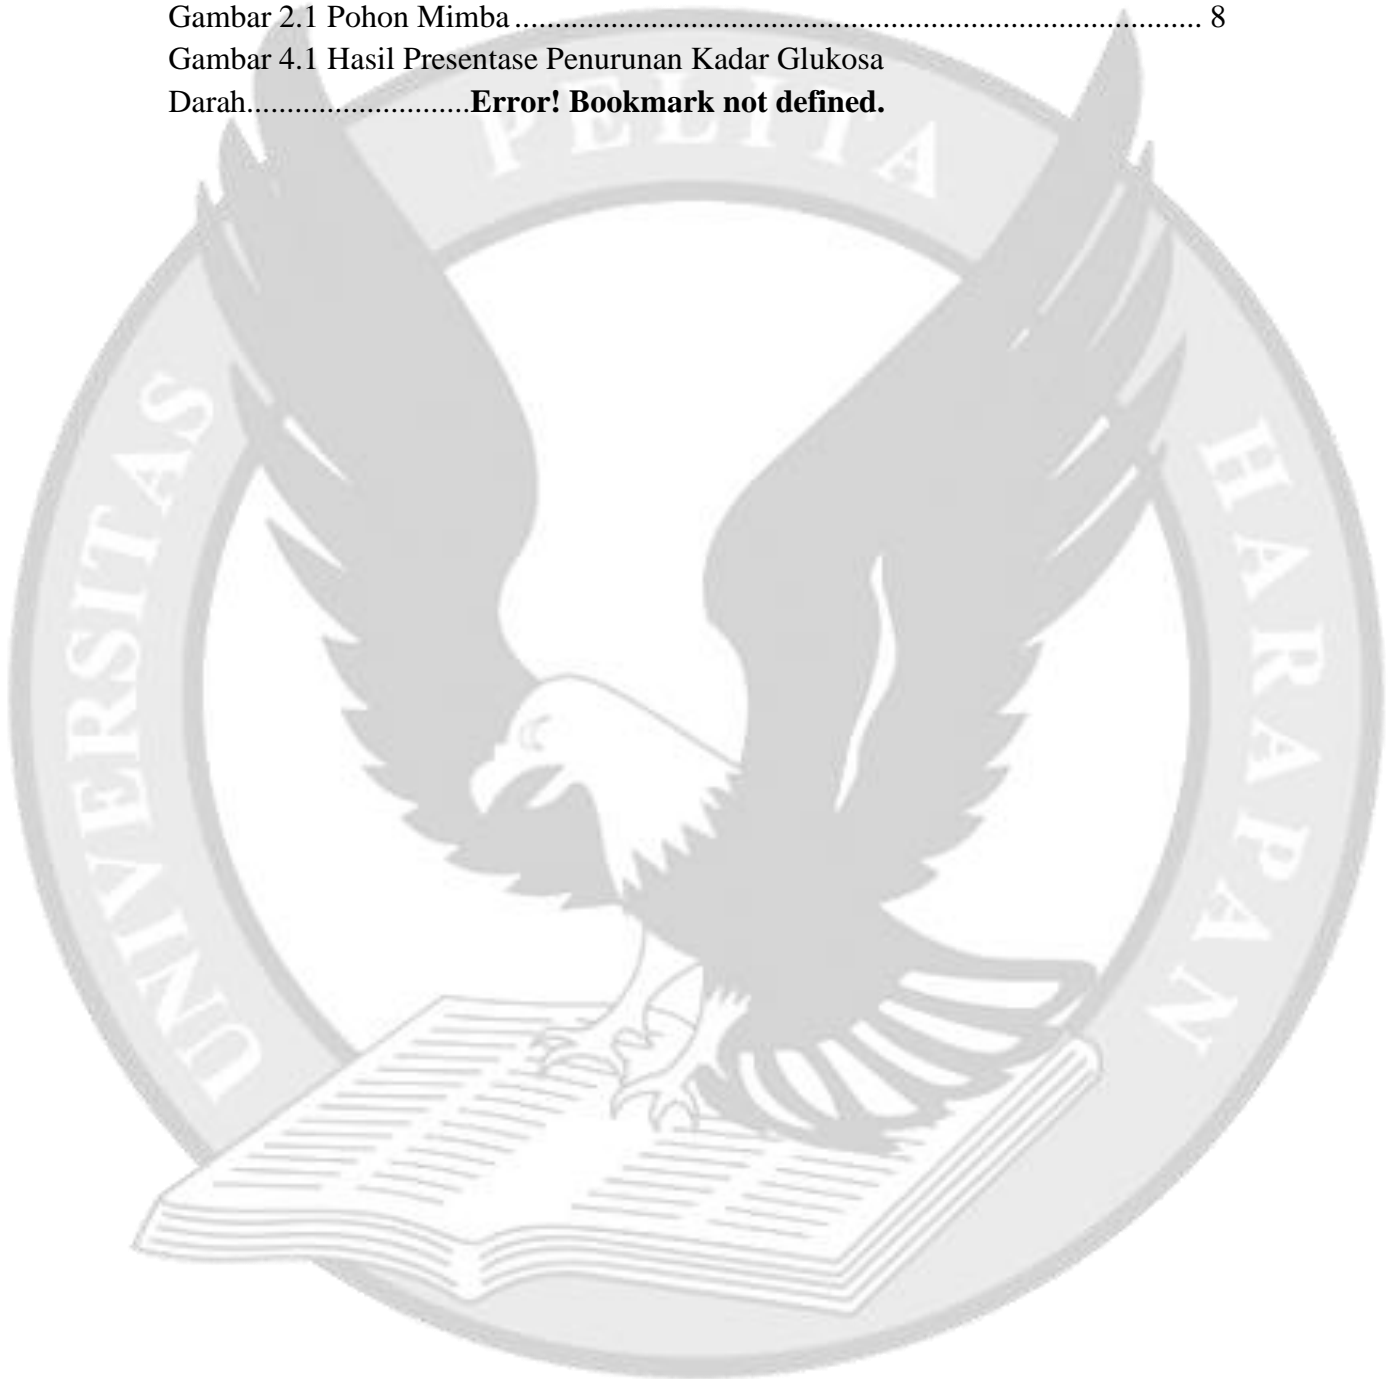 Gambar 2.1 Pohon Mimba...................................................................................... 8
Gambar 4.1 Hasil Presentase Penurunan Kadar Glukosa
Darah............................Error! Bookmark not defined.
UNIVERSITAS PELITA HARAPAN